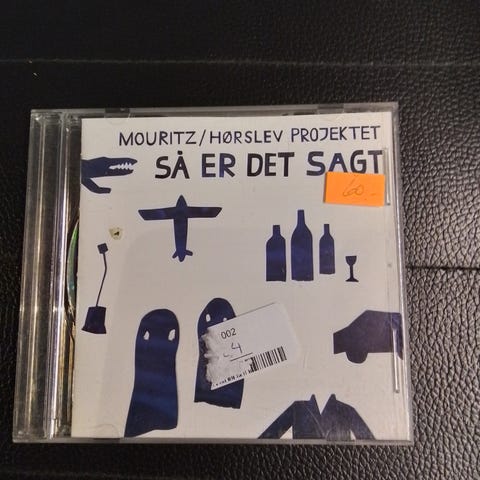 MOURITZ/HØRSLEV PROJEKTET
SÅ ER DET SAGT
60.-
002